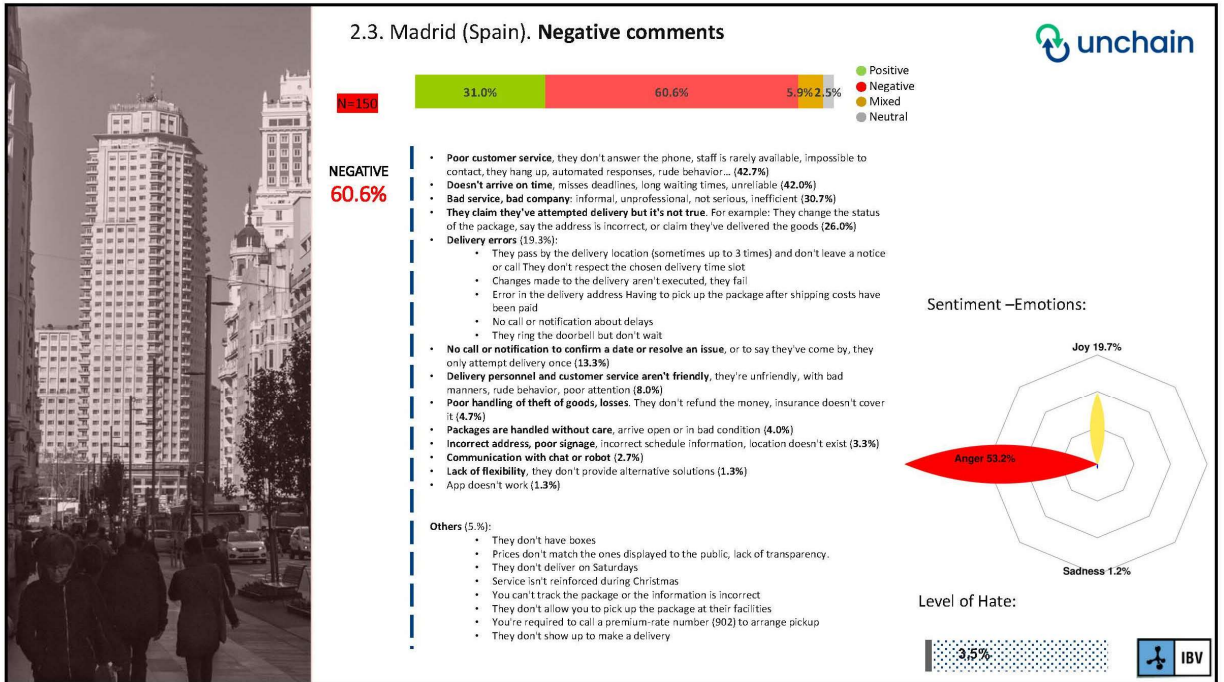 2.3. Madrid (Spain). Negative comments
unchain
Positive
Negative
Mixed
Neutral
31.0%
60.6%
5.9%
2.5%
N=150
NEGATIVE
60.6%
• Poor customer service, they don't answer the phone, staff is rarely available, impossible to
contact, they hang up, automated responses, rude behavior... (42.7%)
• Doesn't arrive on time, misses deadlines, long waiting times, unreliable (42.0%)
• Bad service, bad company: informal, unprofessional, not serious, inefficient (30.7%)
• They claim they've attempted delivery but it's not true. For example: They change the status
of the package, say the address is incorrect, or claim they've delivered the goods (26.0%)
• Delivery errors (19.3%):
• They pass by the delivery location (sometimes up to 3 times) and don't leave a notice
or call They don't respect the chosen delivery time slot
• Changes made to the delivery aren't executed, they fail
• Error in the delivery address Having to pick up the package after shipping costs have
been paid
• No call or notification about delays
• They ring the doorbell but don't wait
• No call or notification to confirm a date or resolve an issue, or to say they've come by, they
only attempt delivery once (13.3%)
• Delivery personnel and customer service aren't friendly, they're unfriendly, with bad
manners, rude behavior, poor attention (8.0%)
• Poor handling of theft of goods, losses. They don't refund the money, insurance doesn't cover
it (4.7%)
• Packages are handled without care, arrive open or in bad condition (4.0%)
• Incorrect address, poor signage, incorrect schedule information, location doesn't exist (3.3%)
• Communication with chat or robot (2.7%)
• Lack of flexibility, they don't provide alternative solutions (1.3%)
• App doesn't work (1.3%)
Others (5.%):
• They don't have boxes
• Prices don't match the ones displayed to the public, lack of transparency.
• They don't deliver on Saturdays
• Service isn't reinforced during Christmas
• You can't track the package or the information is incorrect
• They don't allow you to pick up the package at their facilities
• You're required to call a premium-rate number (902) to arrange pickup
• They don't show up to make a delivery
Sentiment –Emotions:
Joy 19.7%
Anger 53.2%
Sadness 1.2%
Level of Hate:
3,5%
IBV